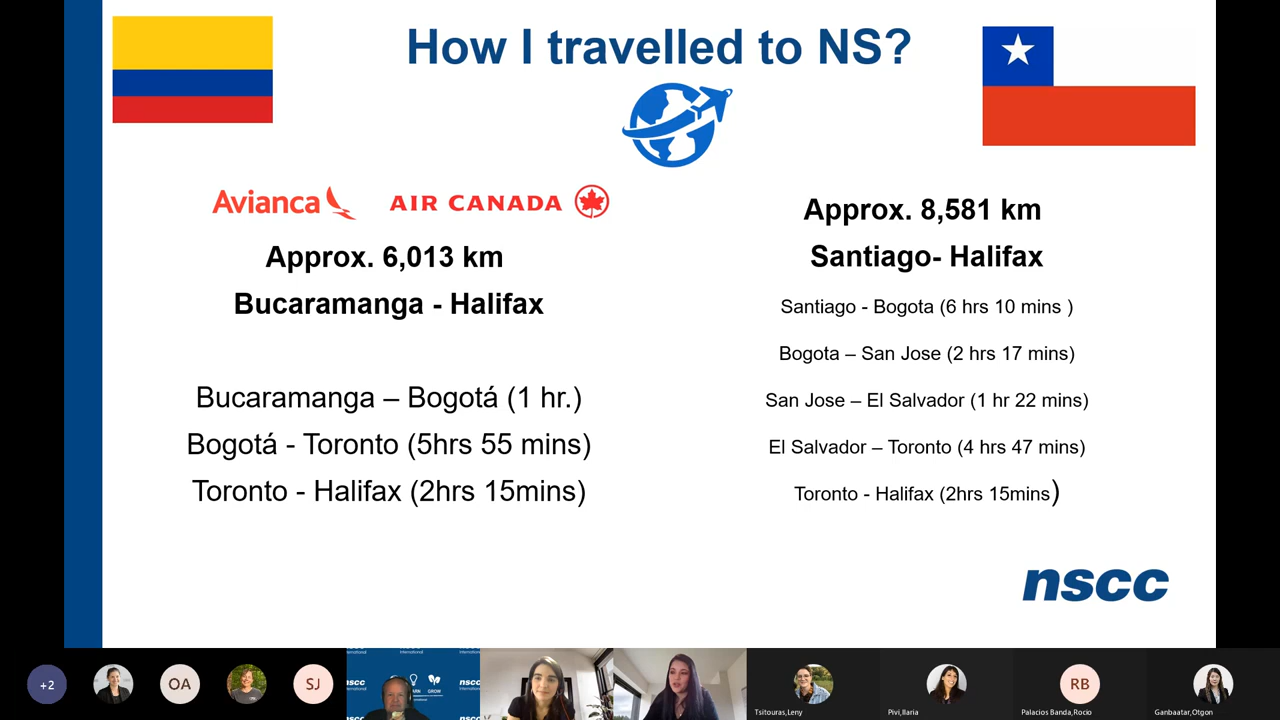 How I travelled to NS?
Avianca
AIR CANADA
Approx. 6,013 km
Bucaramanga - Halifax
Bucaramanga – Bogotá (1 hr.)
Bogotá - Toronto (5hrs 55 mins)
Toronto - Halifax (2hrs 15mins)
Approx. 8,581 km
Santiago- Halifax
Santiago - Bogota (6 hrs 10 mins )
Bogota – San Jose (2 hrs 17 mins)
San Jose – El Salvador (1 hr 22 mins)
El Salvador – Toronto (4 hr 47 mins)
Toronto - Halifax (2hrs 15mins)
nscc
+2
OA
SJ
nscc
nscc
GROW
Tsitouras,Leny
Pivi,Ilaria
RB
Palacios Banda,Rocio
Ganbaatar,Otgon